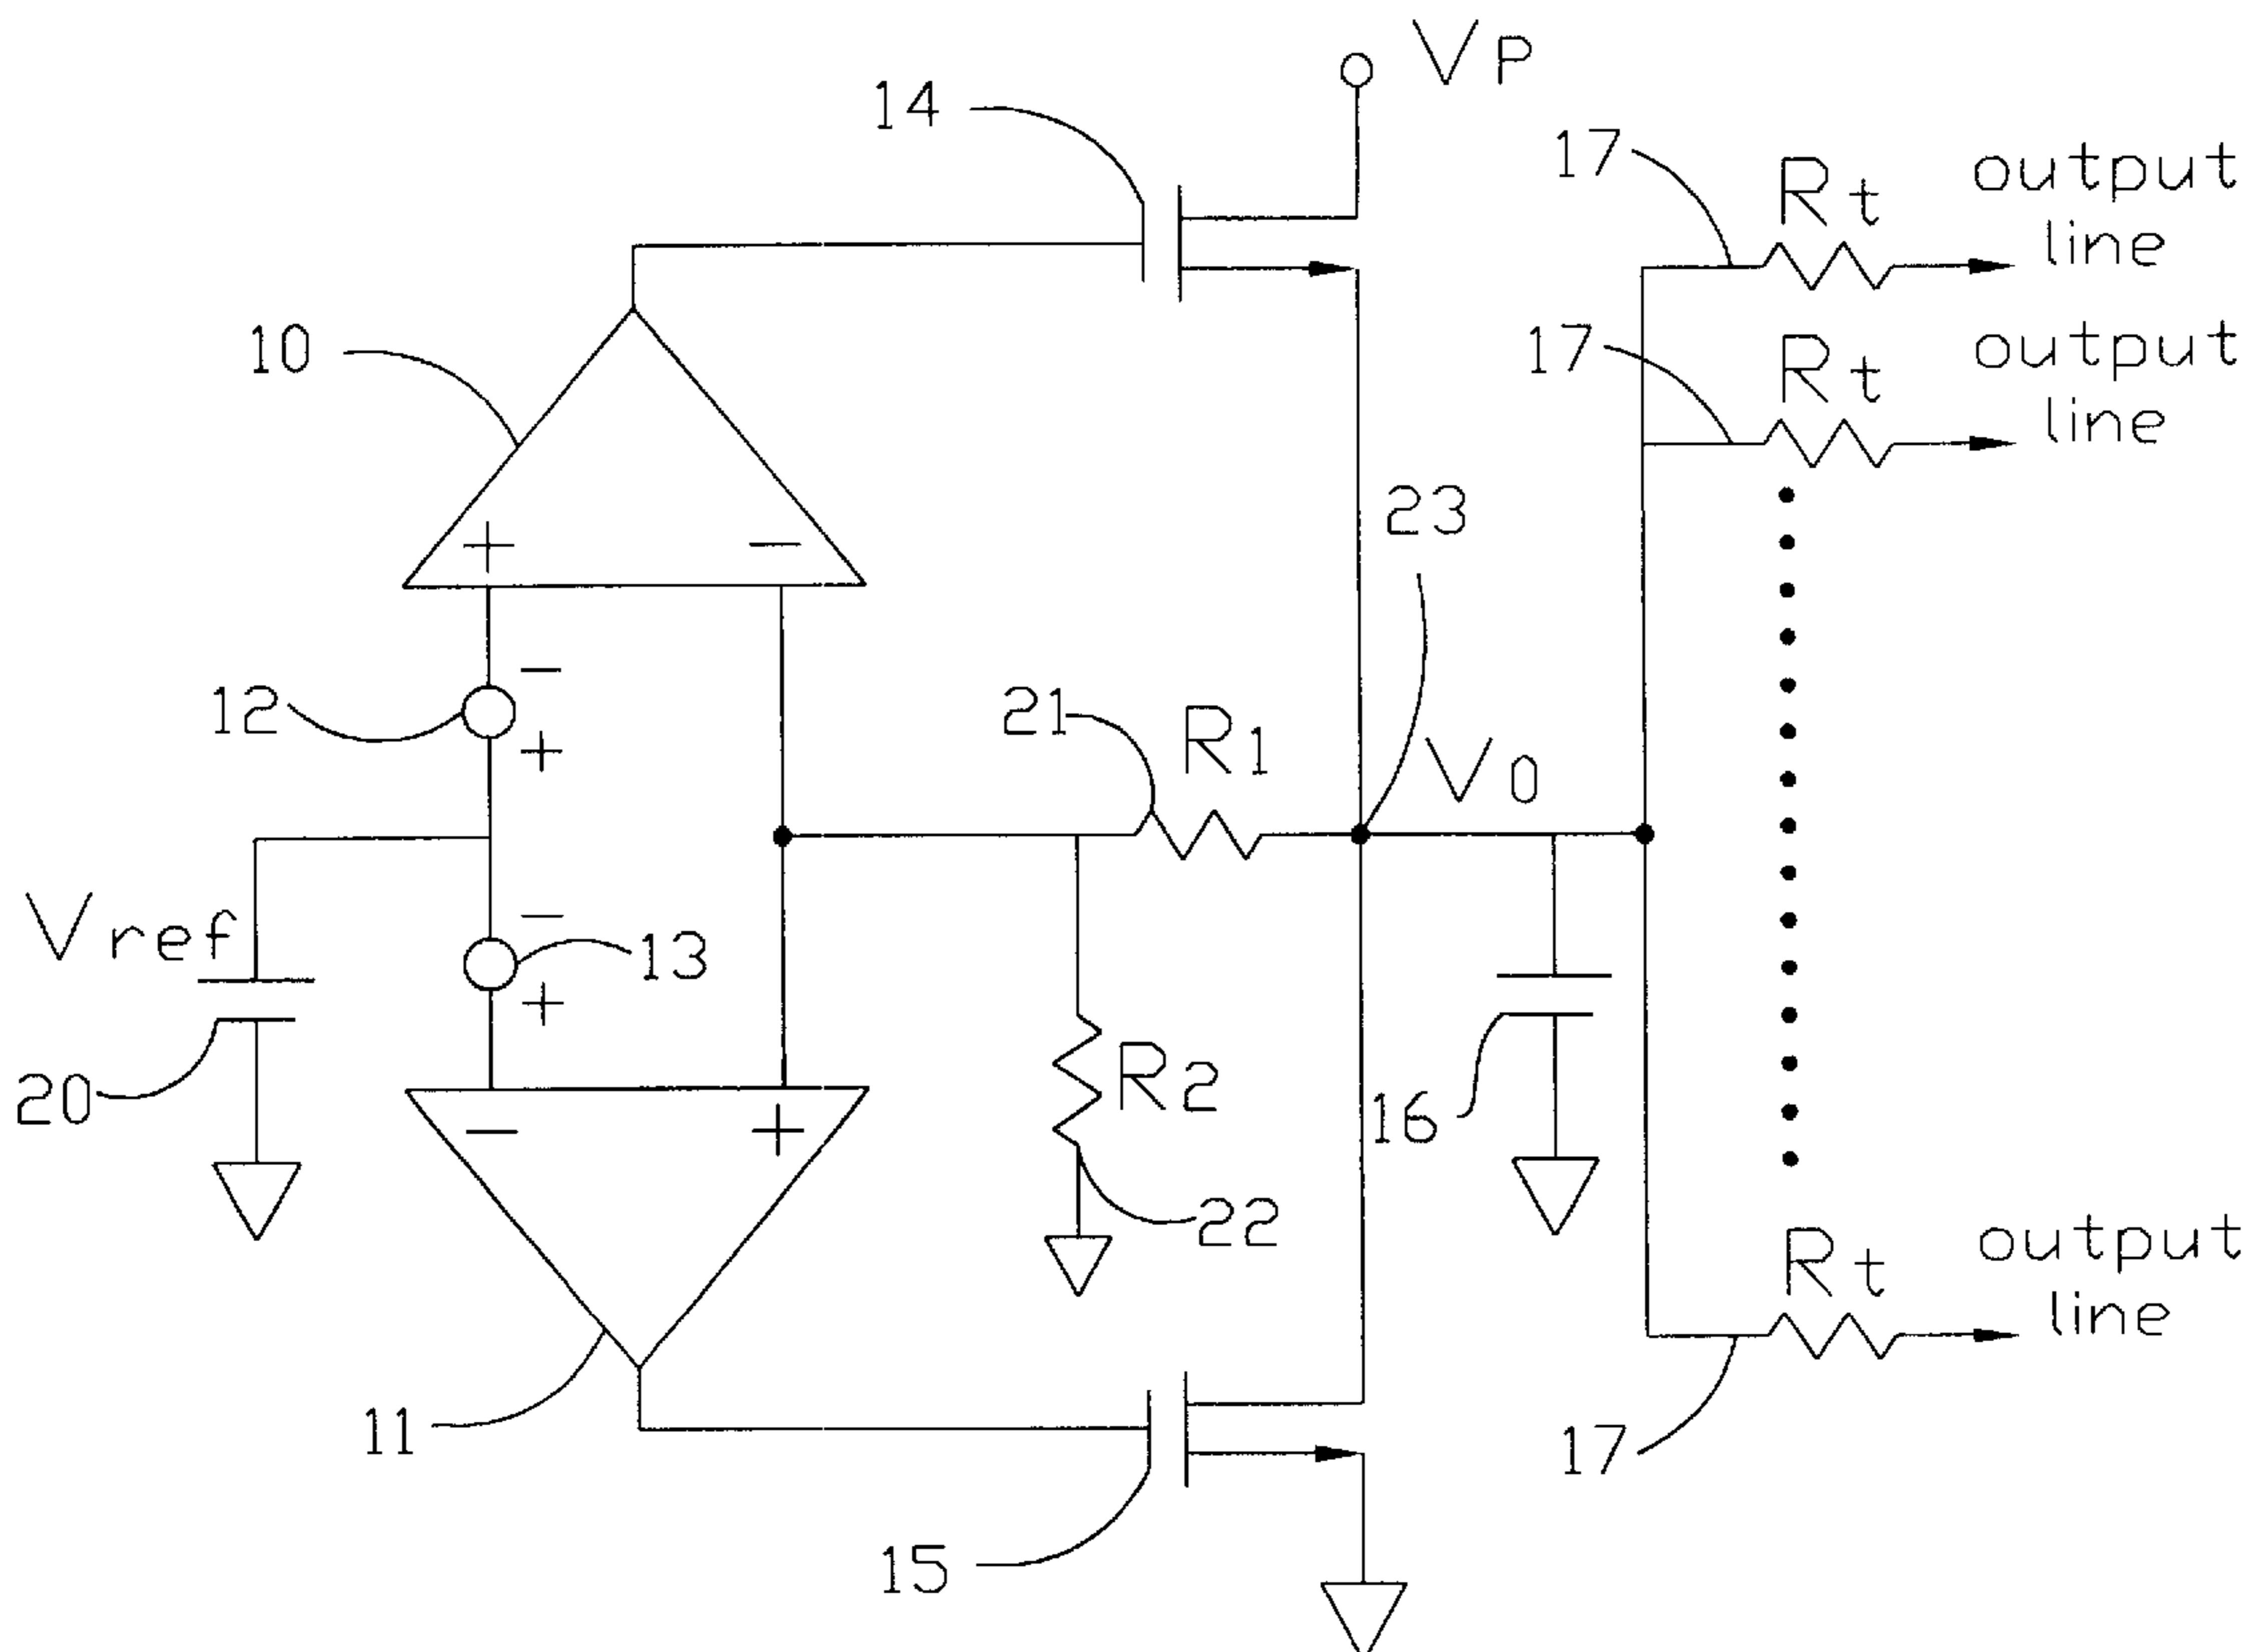 VP
14
17
Rt
output
line
10
17
Rt
output
line
+
−
23
12
−
+
21
R1
V0
Vref
−
13
+
20
R2
16
−
+
22
Rt
output
line
11
17
15